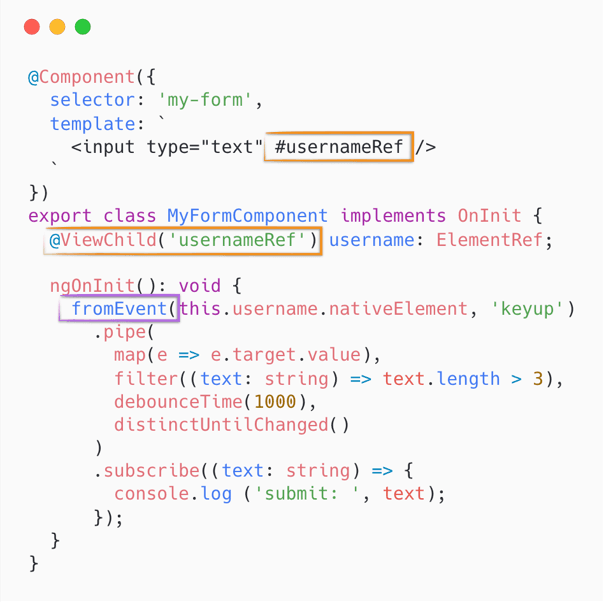 @Component({
  selector: 'my-form',
  template: `
    <input type="text" #usernameRef />
  `
})
export class MyFormComponent implements OnInit {
  @ViewChild('usernameRef') username: ElementRef;

  ngOnInit(): void {
    fromEvent(this.username.nativeElement, 'keyup')
      .pipe(
        map(e => e.target.value),
        filter((text: string) => text.length > 3),
        debounceTime(1000),
        distinctUntilChanged()
      )
      .subscribe((text: string) => {
        console.log ('submit: ', text);
      });
  }
}